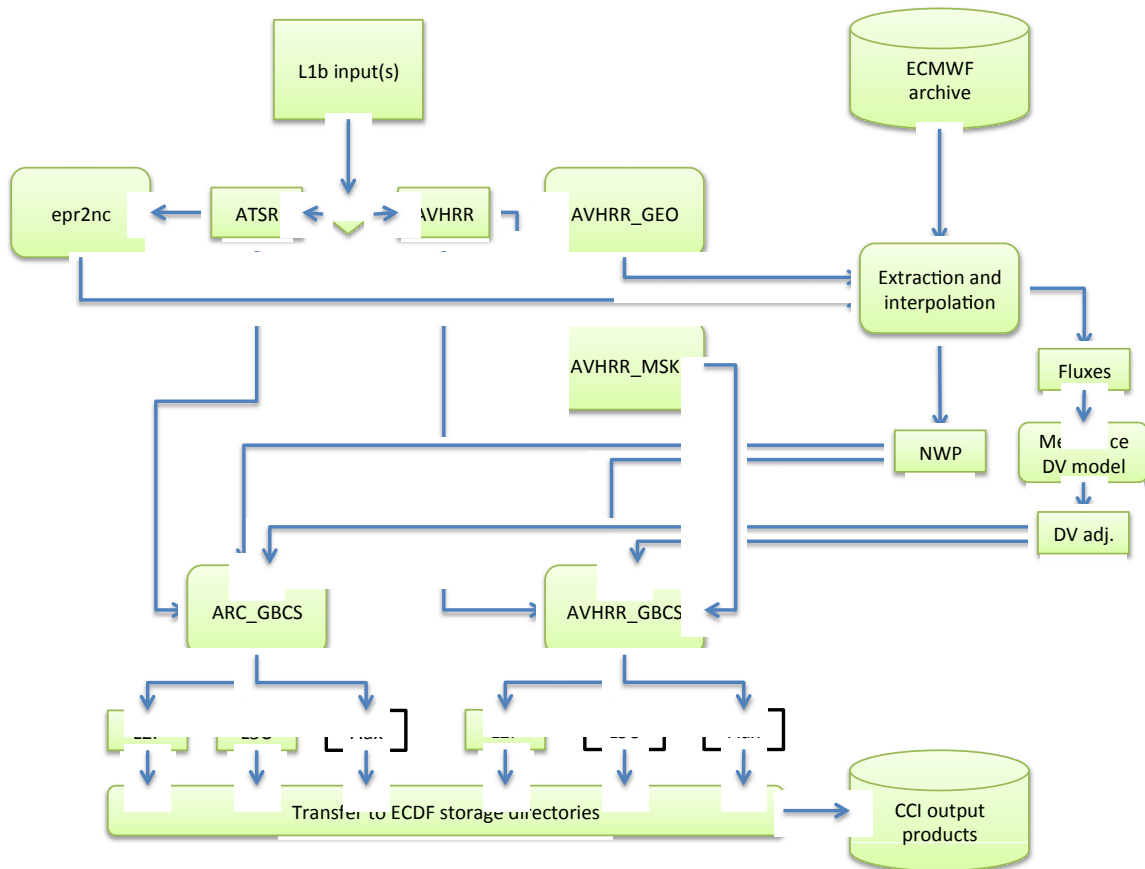 L1b input(s)
ECMWF
archive
epr2nc
ATSR
AVHRR
AVHRR_GEO
Extraction and
interpolation
AVHRR_MSK
Fluxes
NWP
DV model
DV adj.
ARC_GBCS
AVHRR_GBCS
Transfer to ECDF storage directories
CCI output
products